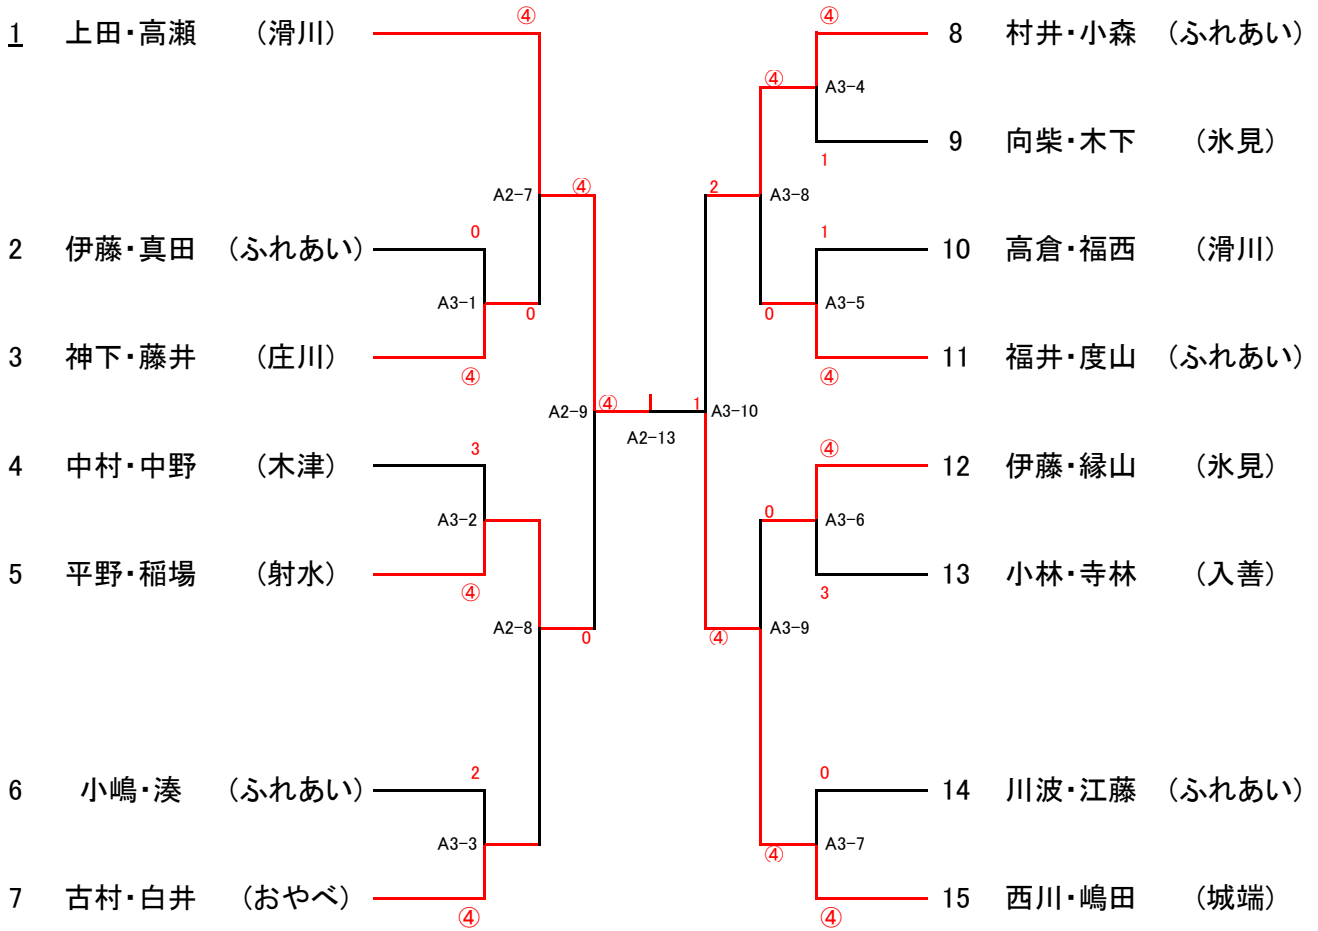 ④ ④
1 上田・高瀬 （滑川） 8 村井・小森 （ふれあい）
④ A3-4
9 向柴・木下 （氷見）
1
A2-7 ④ 2 A3-8
0 1
2 伊藤・真田 （ふれあい） 10 高倉・福西 （滑川）
A3-1 0 0 A3-5
3 神下・藤井 （庄川） 11 福井・度山 （ふれあい）
④ ④
A2-9 ④ 1 A3-10
A2-13
3 ④
4 中村・中野 （木津） 12 伊藤・縁山 （氷見）
A3-2 0 A3-6
5 平野・稲場 （射水） 13 小林・寺林 （入善）
④ 3
A2-8 0 ④ A3-9
2 0
6 小嶋・湊 （ふれあい） 14 川波・江藤 （ふれあい）
A3-3 ④ A3-7
7 古村・白井 （おやべ） 15 西川・嶋田 （城端）
④ ④